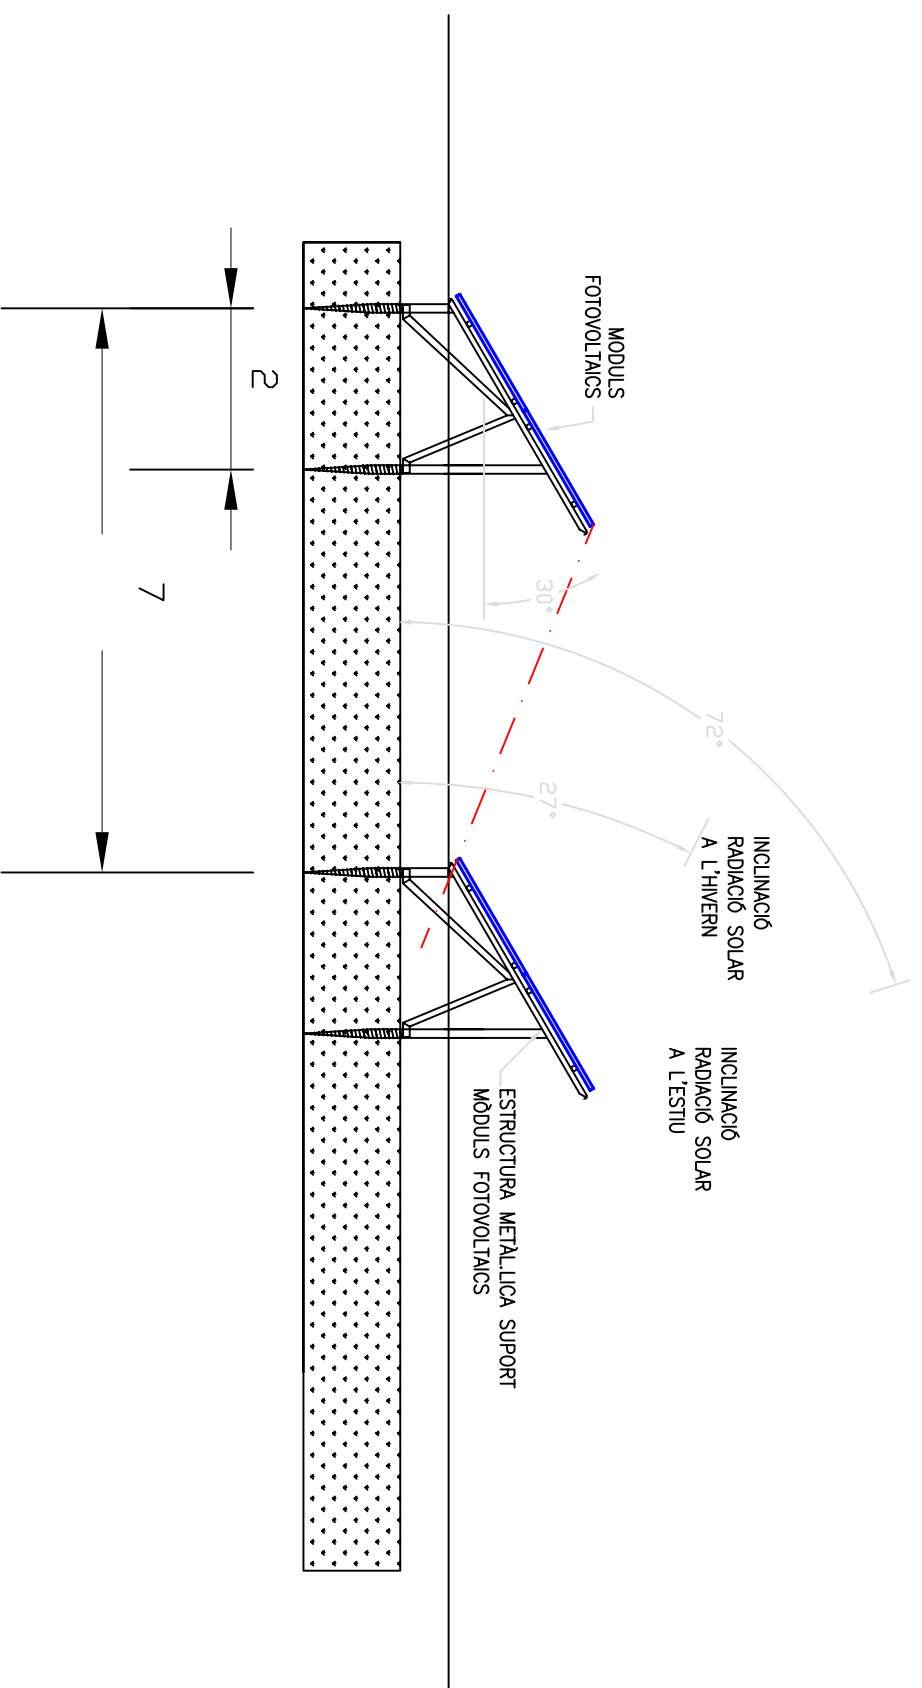 MODULS
FOTOVOLTAICS
30°
72°
27°
INCLINACIÓ
RADIACIÓ SOLAR
A L'HIVERN
INCLINACIÓ
RADIACIÓ SOLAR
A L'ESTIU
ESTRUCTURA METÀL.LICA SUPORT
MÒDULS FOTOVOLTAICS
2
7